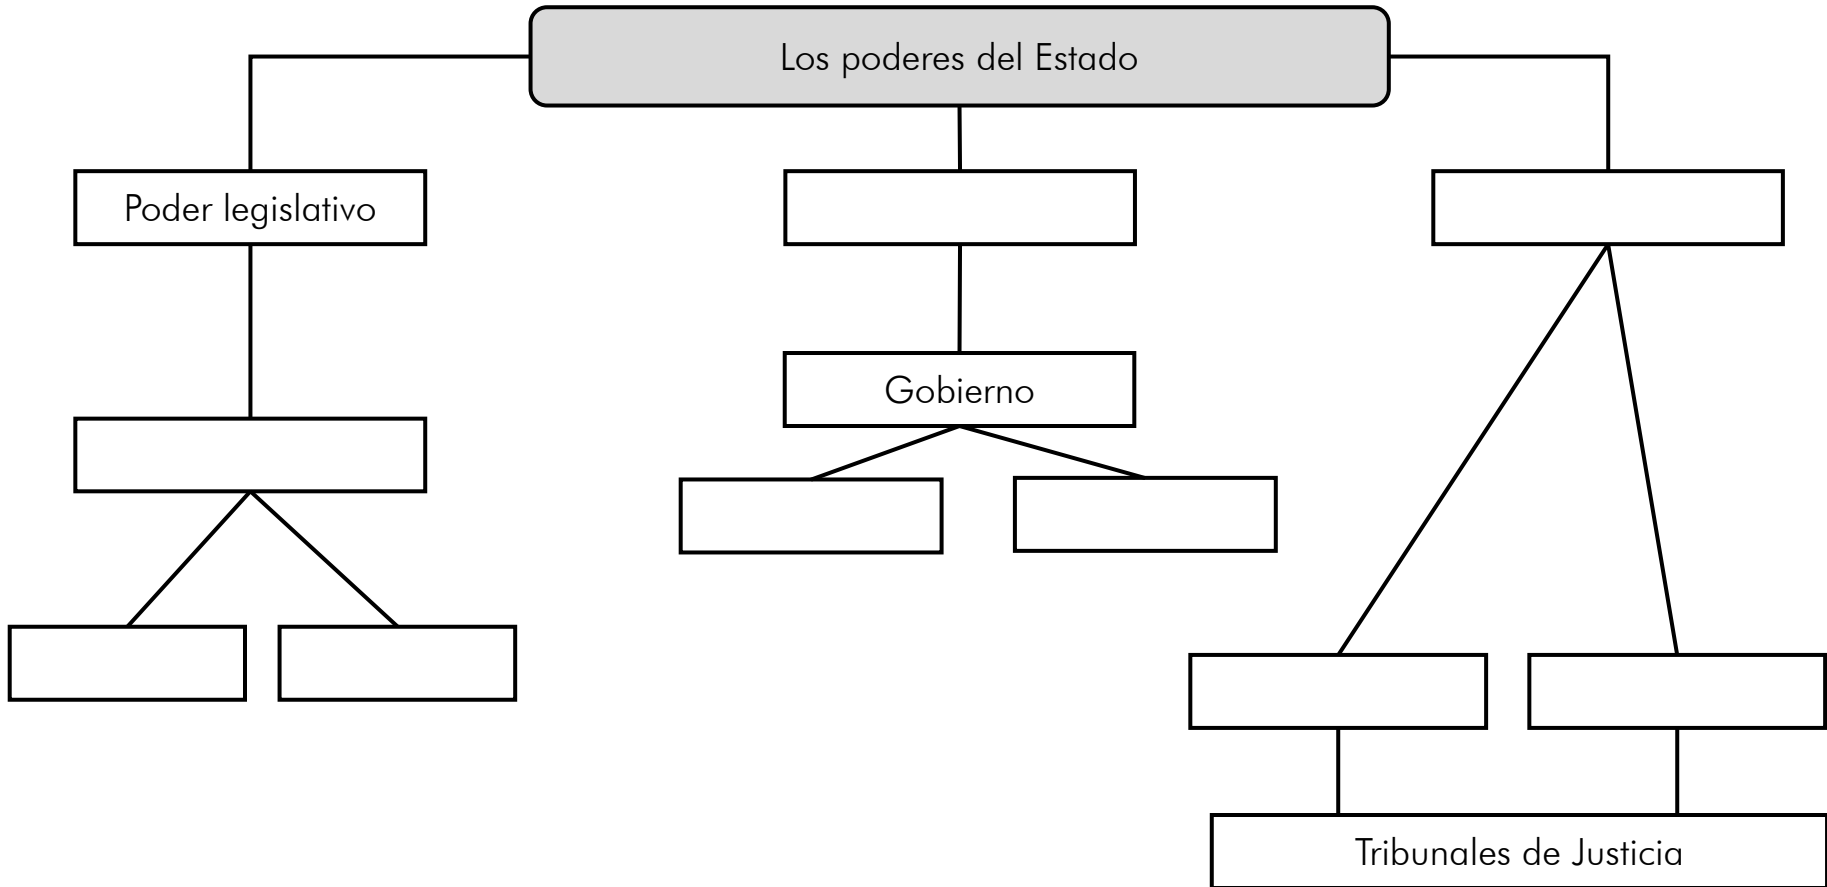 Los poderes del Estado
Poder legislativo
Gobierno
Tribunales de Justicia